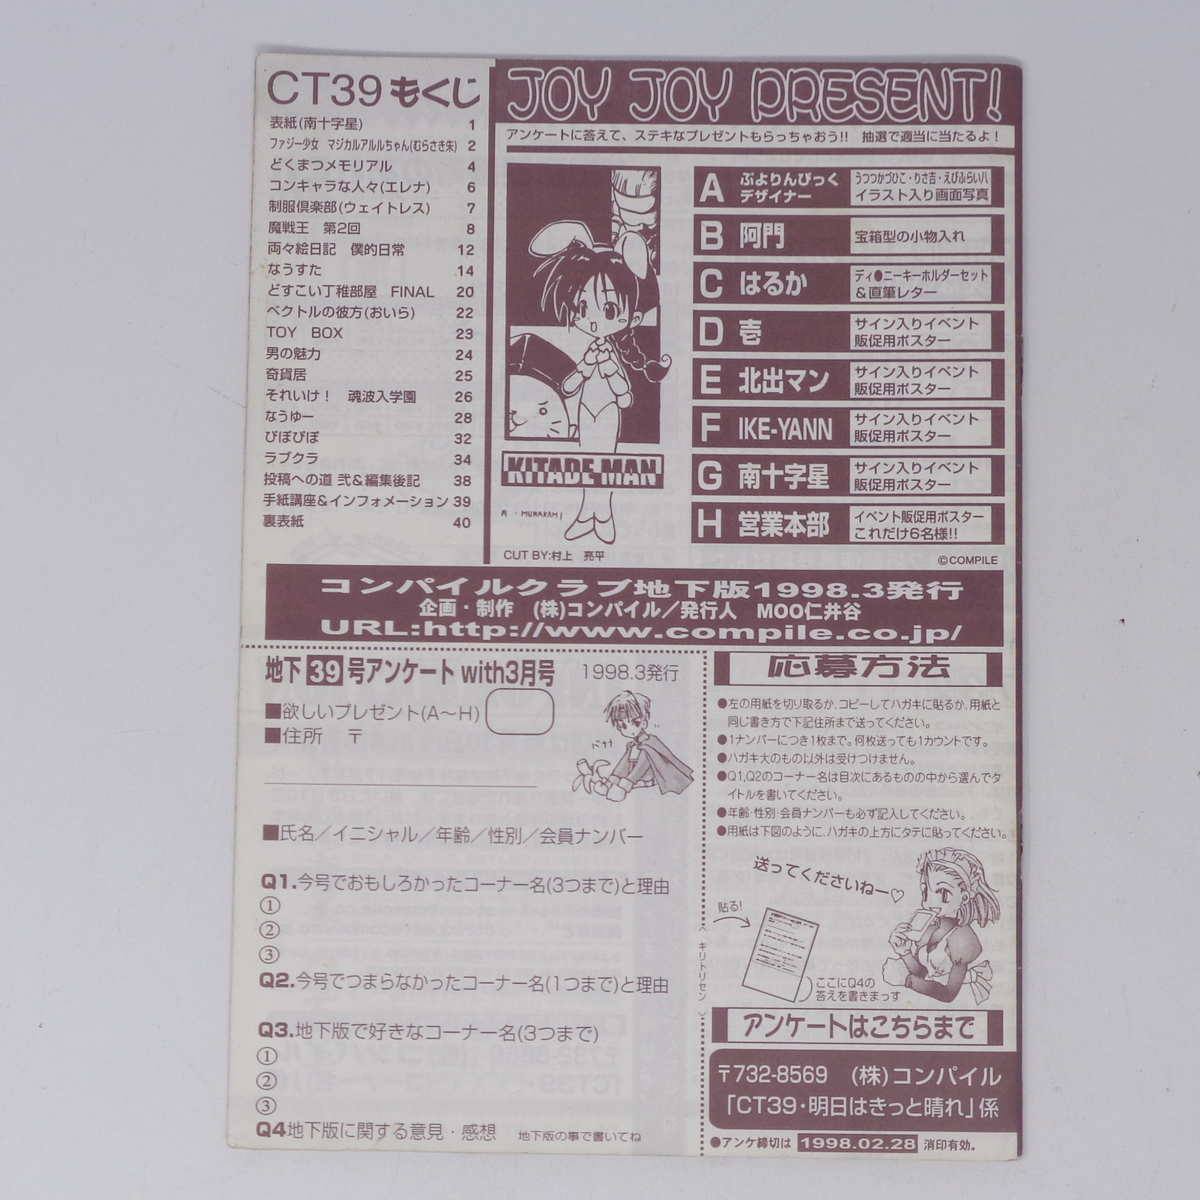 CT39 もくじ
表紙(南十字星) 1
ファジー少女 マジカルアルルちゃん(むらさき朱) 2
どくまつメモリアル 4
コンキャラな人々(エレナ) 6
制服倶楽部(ウェイトレス) 7
魔戦王 第2回 8
両々絵日記 僕的日常 12
なうすた 14
どすこい丁稚部屋 FINAL 20
ベクトルの彼方(おいら) 22
TOY BOX 23
男の魅力 24
奇貨居 25
それいけ! 魂波入学園 26
なうゆー 28
ぴぽぴぽ 32
ラブクラ 34
投稿への道 弐&編集後記 38
手紙講座&インフォメーション 39
裏表紙 40
JOY JOY PRESENT!
アンケートに答えて、ステキなプレゼントもらっちゃおう!! 抽選で適当に当たるよ!
KITADE MAN
CUT BY:村上 亮平
A ぷよりんぴっくデザイナー うつつかづひこ・りさ吉・えびふらい八
イラスト入り画面写真
B 阿門 宝箱型の小物入れ
C はるか ディ●ニーキーホルダーセット
&直筆レター
D 壱 サイン入りイベント
販促用ポスター
E 北出マン サイン入りイベント
販促用ポスター
F IKE-YANN サイン入りイベント
販促用ポスター
G 南十字星 サイン入りイベント
販促用ポスター
H 営業本部 イベント販促用ポスター
これだけ6名様!!
©COMPILE
コンパイルクラブ地下版1998.3発行
企画・制作 (株)コンパイル/発行人 MOO仁井谷
URL:http://www.compile.co.jp/
地下39号アンケート with3月号 1998.3発行
■欲しいプレゼント(A〜H)
■住所 〒
バナナ
■氏名/イニシャル/年齢/性別/会員ナンバー
Q1.今号でおもしろかったコーナー名(3つまで)と理由
①
②
③
Q2.今号でつまらなかったコーナー名(1つまで)と理由
Q3.地下版で好きなコーナー名(3つまで)
①
②
③
Q4地下版に関する意見・感想 地下版の事で書いてね
〈キリトリセン〉
応募方法
●左の用紙を切り取るか、コピーしてハガキに貼るか、用紙と
同じ書き方で下記住所まで送ってください。
●1ナンバーにつき1枚まで。何枚送っても1カウントです。
●ハガキ大のもの以外は受けつけません。
●Q1,Q2のコーナー名は目次にあるものの中から選んでタ
イトルを書いてください。
●年齢・性別・会員ナンバーも必ず記入してください。
●用紙は下図のように、ハガキの上方にタテに貼ってください。
送ってくださいねー♡
貼る!
ここにQ4の
答えを書きまっす
アンケートはこちらまで
〒732-8569 (株)コンパイル
「CT39・明日はきっと晴れ」係
●アンケ締切は 1998.02.28 消印有効。